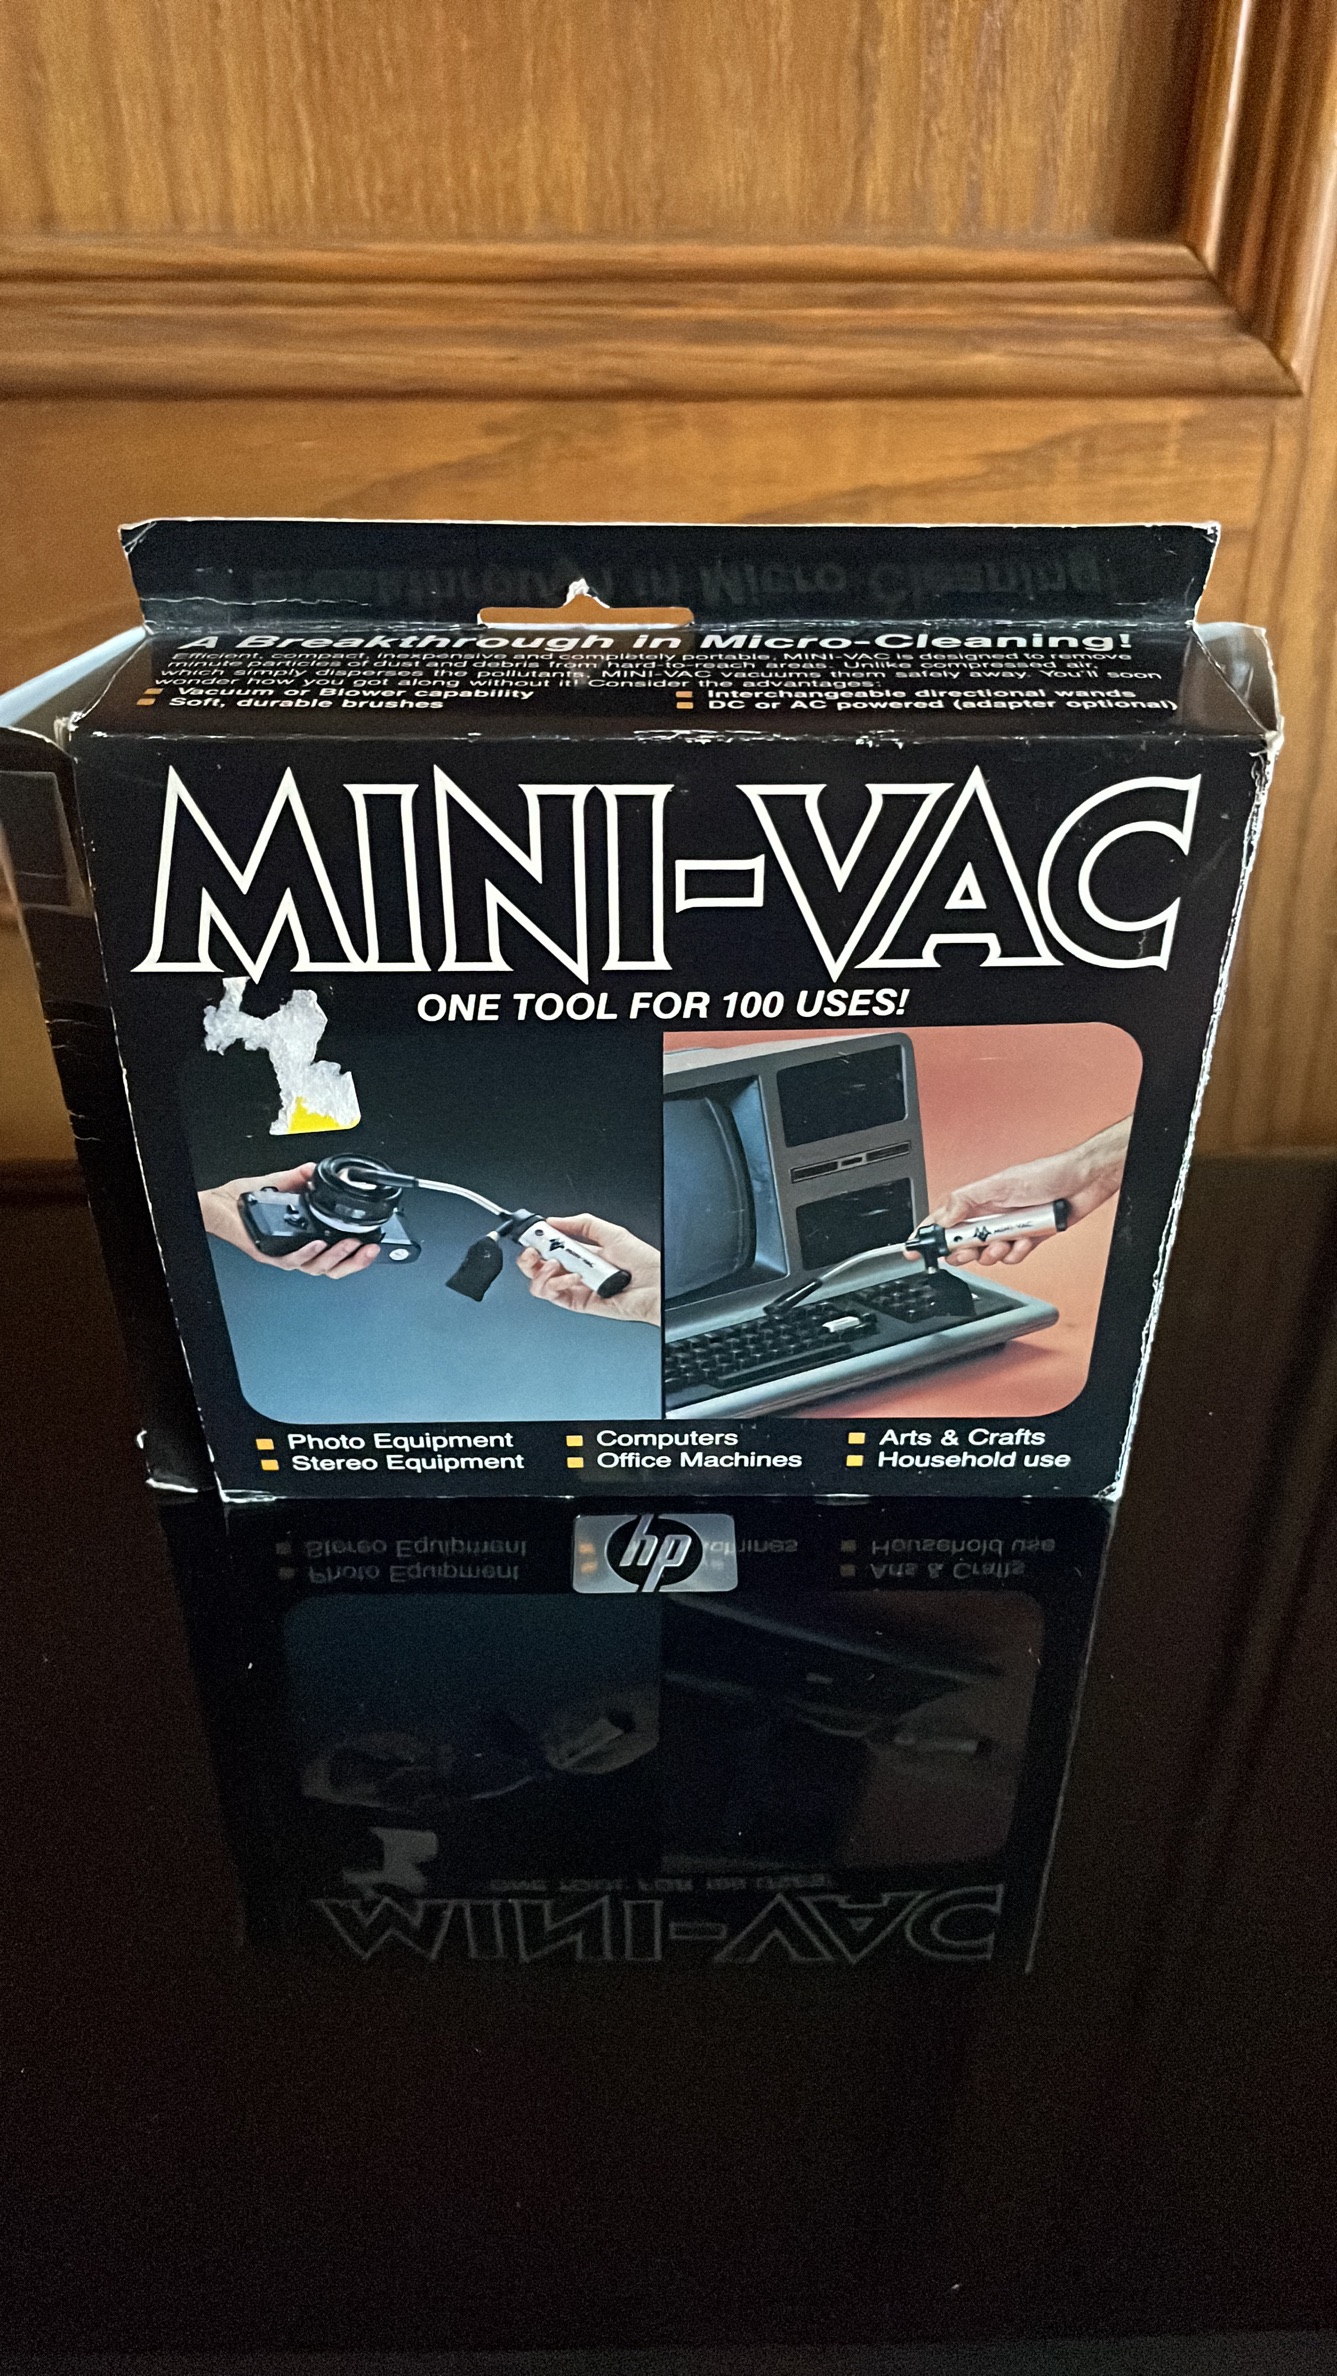 A Breakthrough in Micro-Cleaning!
Efficient, compact, inexpensive and completely portable, MINI-VAC is designed to remove
minute particles of dust and debris from hard-to-reach areas. Unlike compressed air,
which simply disperses the pollutants, MINI-VAC vacuums them safely away. You'll soon
wonder how you got along without it! Consider the advantages:
Vacuum or Blower capability
Soft, durable brushes
Interchangeable directional wands
DC or AC powered (adapter optional)
MINI-VAC
ONE TOOL FOR 100 USES!
MINI-VAC
MINI-VAC
Photo Equipment
Stereo Equipment
Computers
Office Machines
Arts & Crafts
Household use
hp